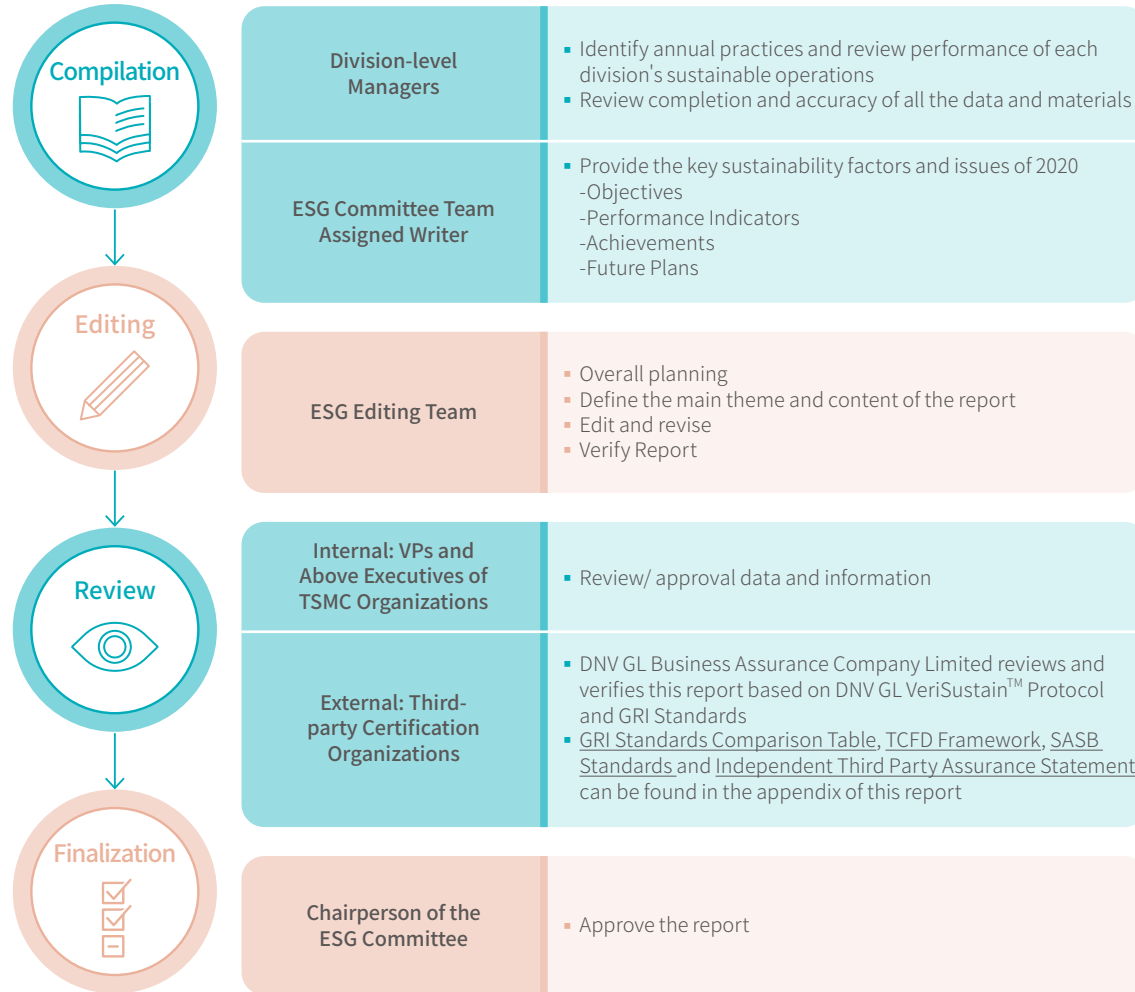 Compilation
Division-level
Managers
▪ Identify annual practices and review performance of each
division's sustainable operations
▪ Review completion and accuracy of all the data and materials
ESG Committee Team
Assigned Writer
▪ Provide the key sustainability factors and issues of 2020
-Objectives
-Performance Indicators
-Achievements
-Future Plans
Editing
ESG Editing Team
▪ Overall planning
▪ Define the main theme and content of the report
▪ Edit and revise
▪ Verify Report
Review
Internal: VPs and
Above Executives of
TSMC Organizations
▪ Review/ approval data and information
External: Third-
party Certification
Organizations
▪ DNV GL Business Assurance Company Limited reviews and
verifies this report based on DNV GL VeriSustain™ Protocol
and GRI Standards
▪ GRI Standards Comparison Table, TCFD Framework, SASB
Standards and Independent Third Party Assurance Statement
can be found in the appendix of this report
Finalization
Chairperson of the
ESG Committee
▪ Approve the report